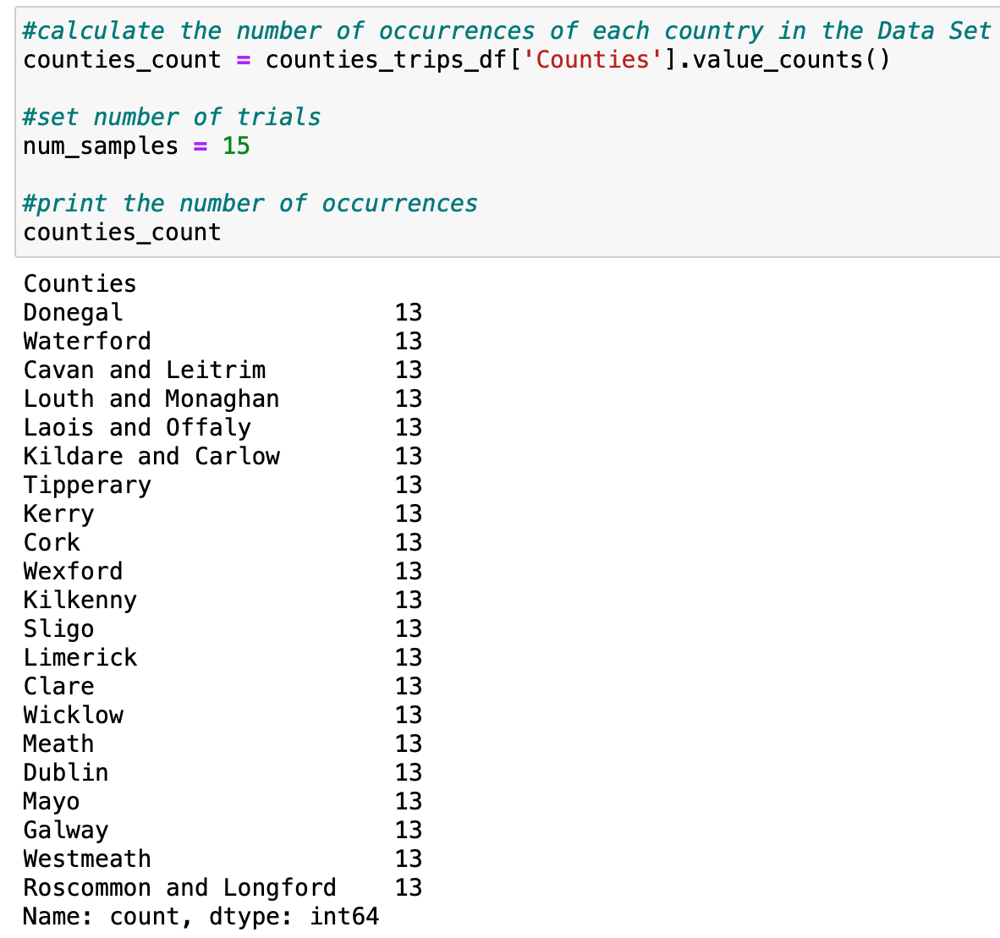 #calculate the number of occurrences of each country in the Data Set
counties_count = counties_trips_df['Counties'].value_counts()
#set number of trials
num_samples = 15
#print the number of occurrences
counties_count
Counties
Donegal 13
Waterford 13
Cavan and Leitrim 13
Louth and Monaghan 13
Laois and Offaly 13
Kildare and Carlow 13
Tipperary 13
Kerry 13
Cork 13
Wexford 13
Kilkenny 13
Sligo 13
Limerick 13
Clare 13
Wicklow 13
Meath 13
Dublin 13
Mayo 13
Galway 13
Westmeath 13
Roscommon and Longford 13
Name: count, dtype: int64